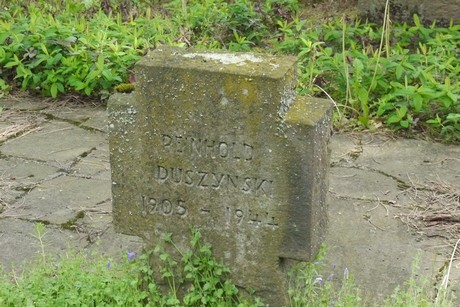 REINHOLD
DUSZYNSKI
1905 - 1944